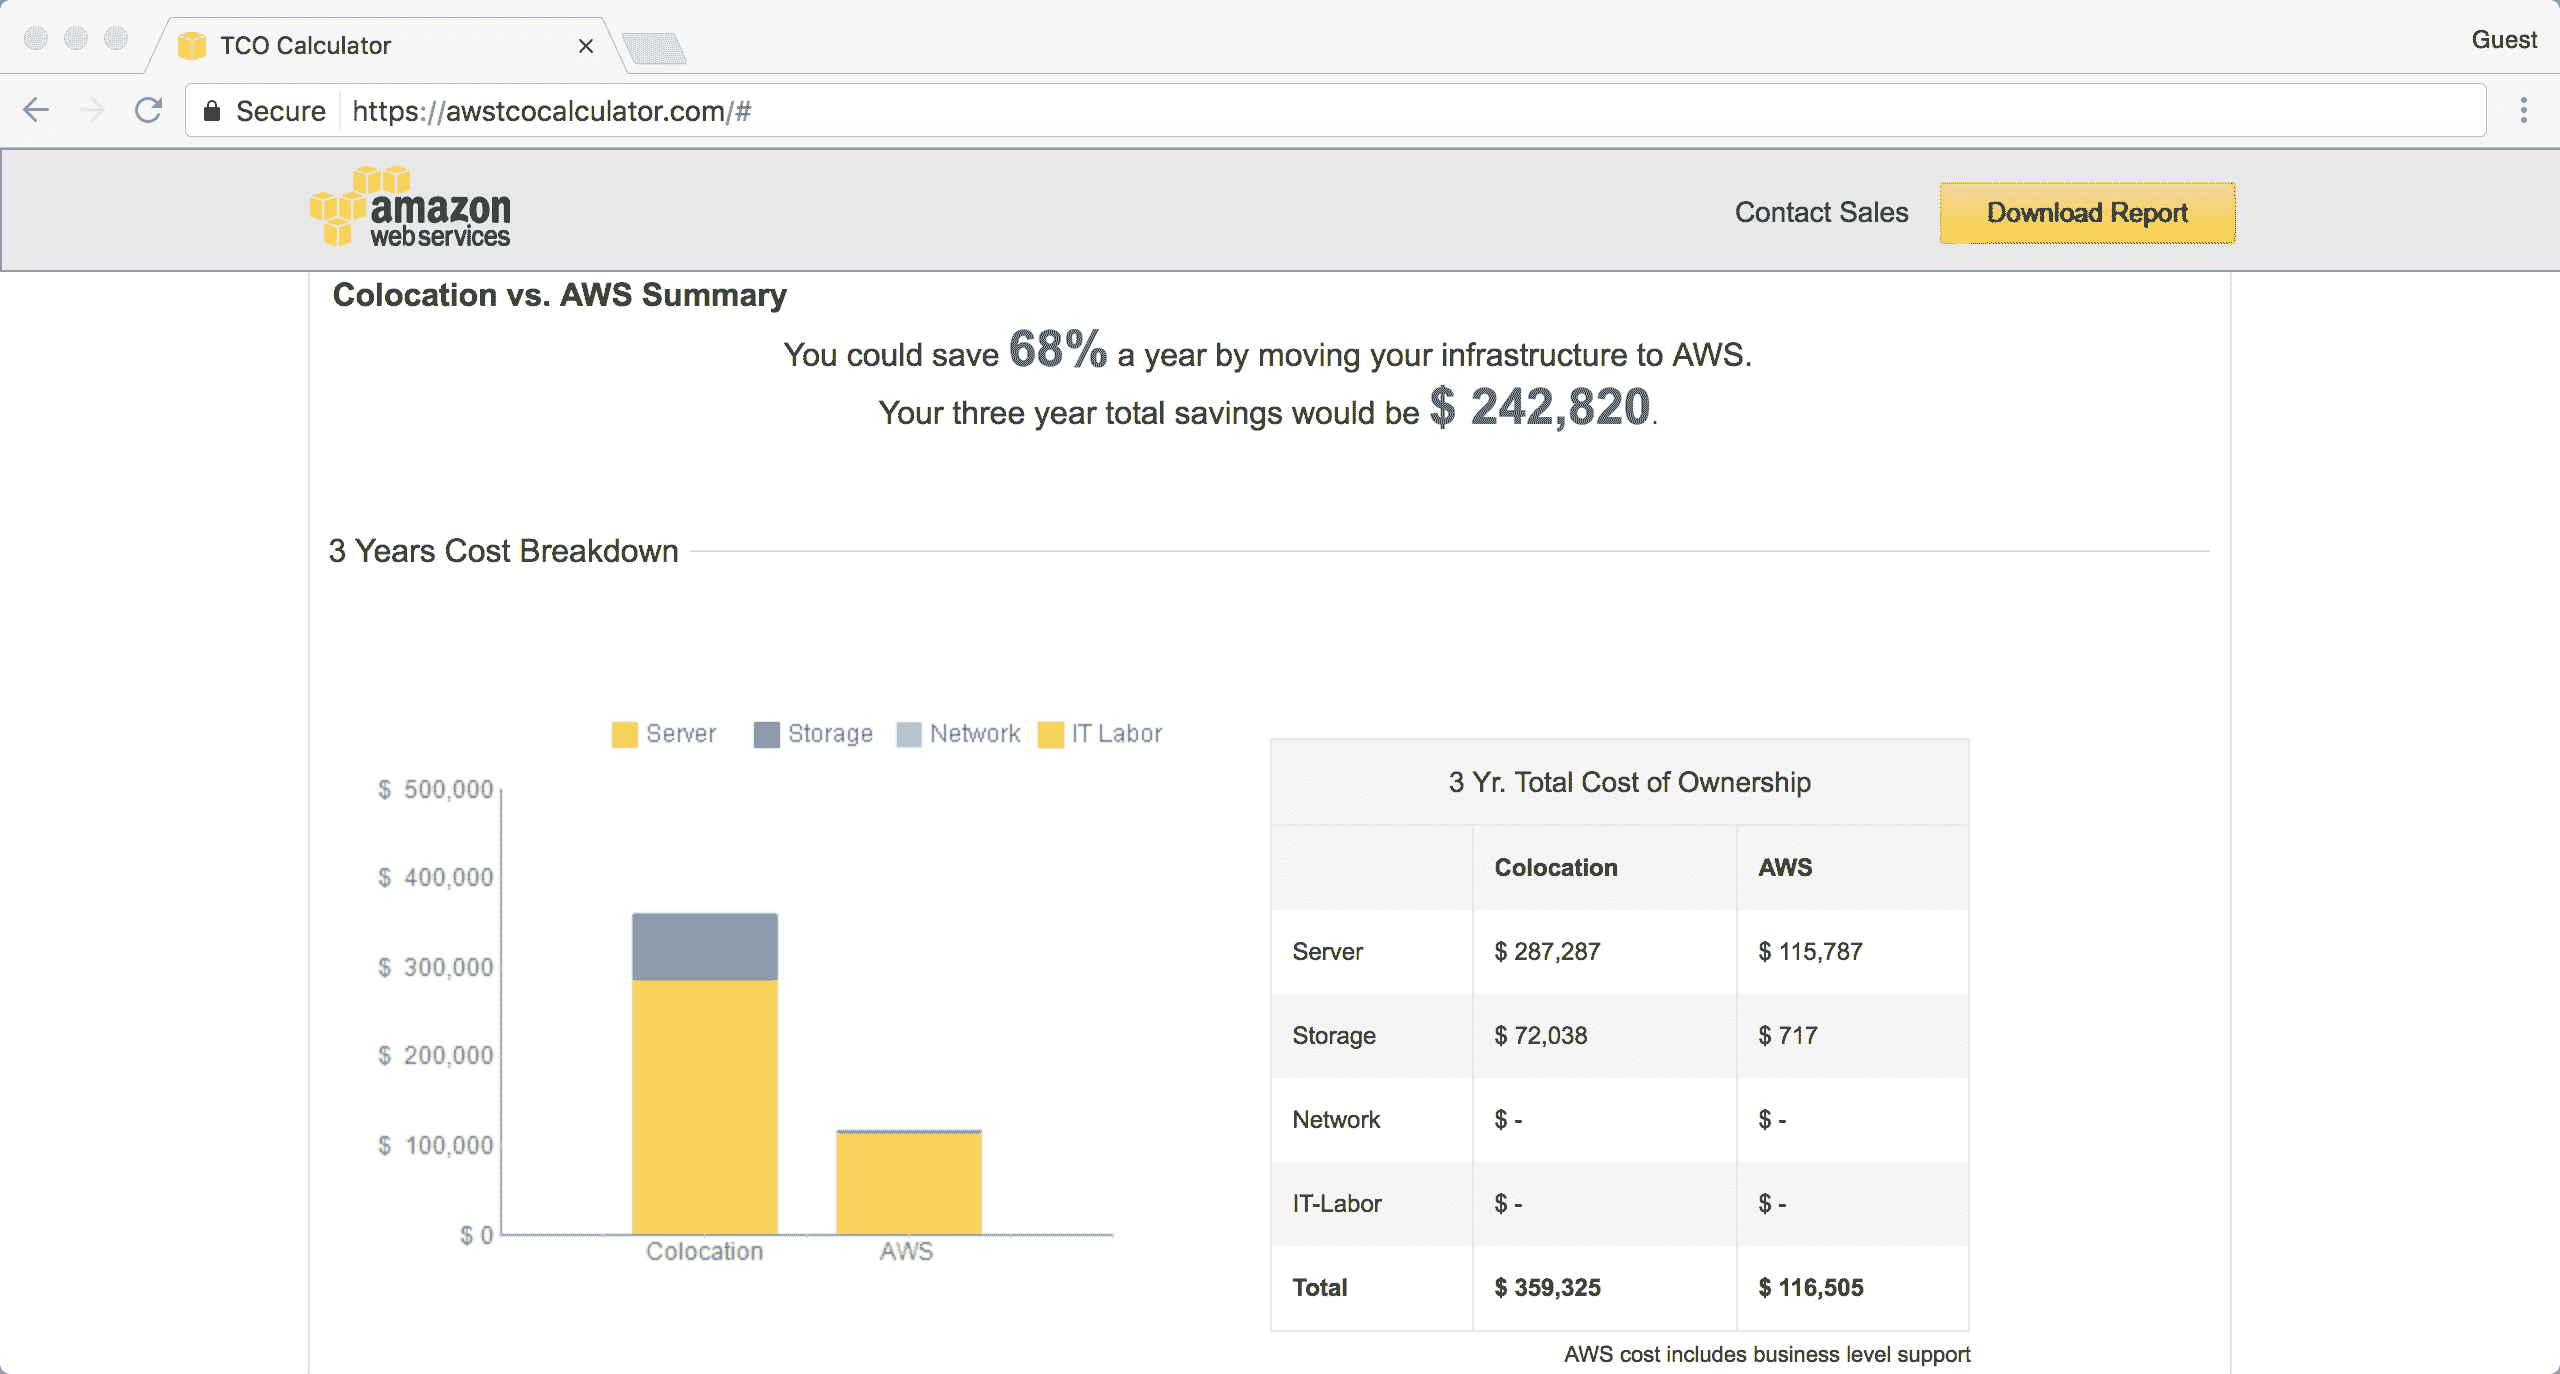 TCO Calculator
Guest
Secure https://awstcocalculator.com/#
amazon
web services
Contact Sales
Download Report
Colocation vs. AWS Summary
You could save 68% a year by moving your infrastructure to AWS.
Your three year total savings would be $ 242,820.
3 Years Cost Breakdown
Server Storage Network IT Labor
$ 500,000
$ 400,000
$ 300,000
$ 200,000
$ 100,000
$ 0
Colocation AWS
3 Yr. Total Cost of Ownership
Colocation AWS
Server $ 287,287 $ 115,787
Storage $ 72,038 $ 717
Network $ - $ -
IT-Labor $ - $ -
Total $ 359,325 $ 116,505
AWS cost includes business level support